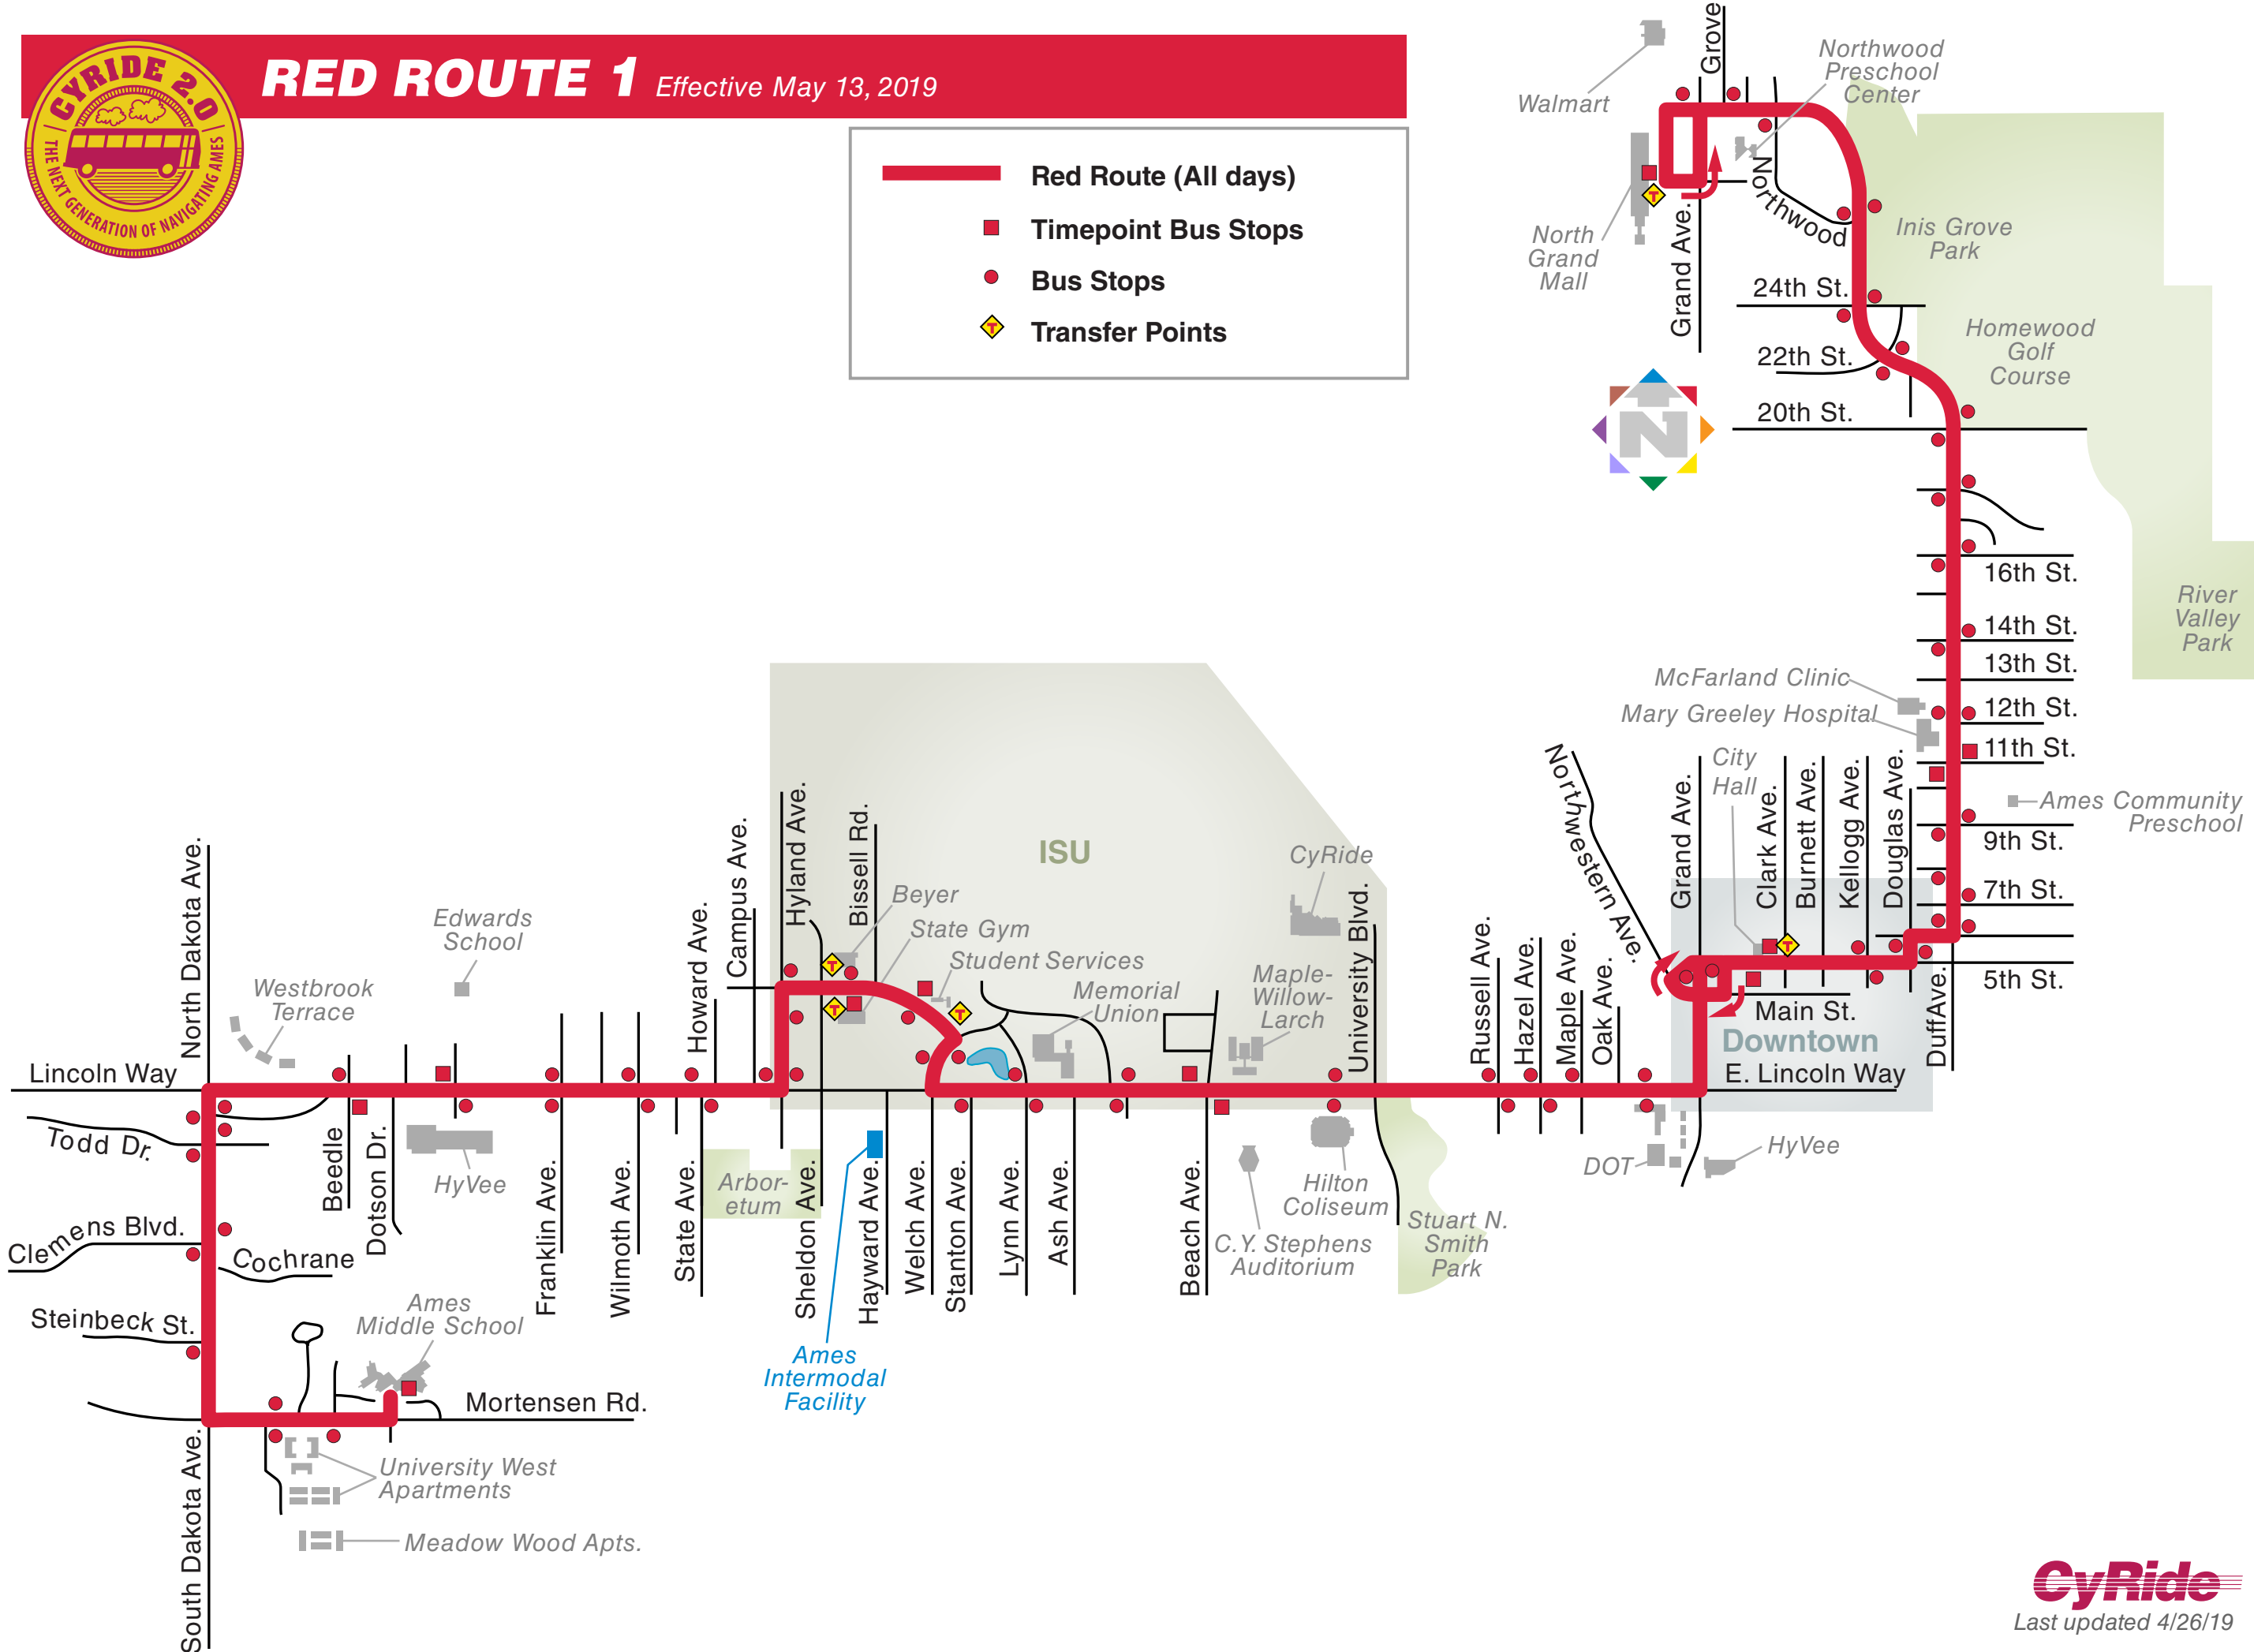 CYRIDE 2.0
THE NEXT GENERATION OF NAVIGATING AMES
RED ROUTE 1 Effective May 13, 2019
Red Route (All days)
Timepoint Bus Stops
Bus Stops
T Transfer Points
Grove
Northwood
Preschool
Center
Walmart
T
North
Grand
Mall
Grand Ave.
Northwood
Inis Grove
Park
24th St.
Homewood
Golf
Course
22th St.
20th St.
N
16th St.
River
Valley
Park
14th St.
13th St.
McFarland Clinic
Mary Greeley Hospital
12th St.
11th St.
Northwestern Ave.
Grand Ave.
City
Hall
Clark Ave.
Burnett Ave.
Kellogg Ave.
Douglas Ave.
Ames Community
Preschool
9th St.
7th St.
T
5th St.
Main St.
Downtown
E. Lincoln Way
Duff Ave.
ISU
CyRide
North Dakota Ave.
Edwards
School
Westbrook
Terrace
Howard Ave.
Campus Ave.
Hyland Ave.
Bissell Rd.
Beyer
State Gym
Student Services
Memorial
Union
T
T
T
Maple-
Willow-
Larch
University Blvd.
Russell Ave.
Hazel Ave.
Maple Ave.
Oak Ave.
Lincoln Way
Todd Dr.
Beedle
Dotson Dr.
HyVee
Franklin Ave.
Wilmoth Ave.
State Ave.
Arbor-
etum
Sheldon Ave.
Hayward Ave.
Welch Ave.
Stanton Ave.
Lynn Ave.
Ash Ave.
Beach Ave.
C.Y. Stephens
Auditorium
Hilton
Coliseum
Stuart N.
Smith
Park
DOT
HyVee
Clemens Blvd.
Cochrane
Steinbeck St.
Ames
Middle School
Ames
Intermodal
Facility
Mortensen Rd.
University West
Apartments
Meadow Wood Apts.
South Dakota Ave.
CyRide
Last updated 4/26/19